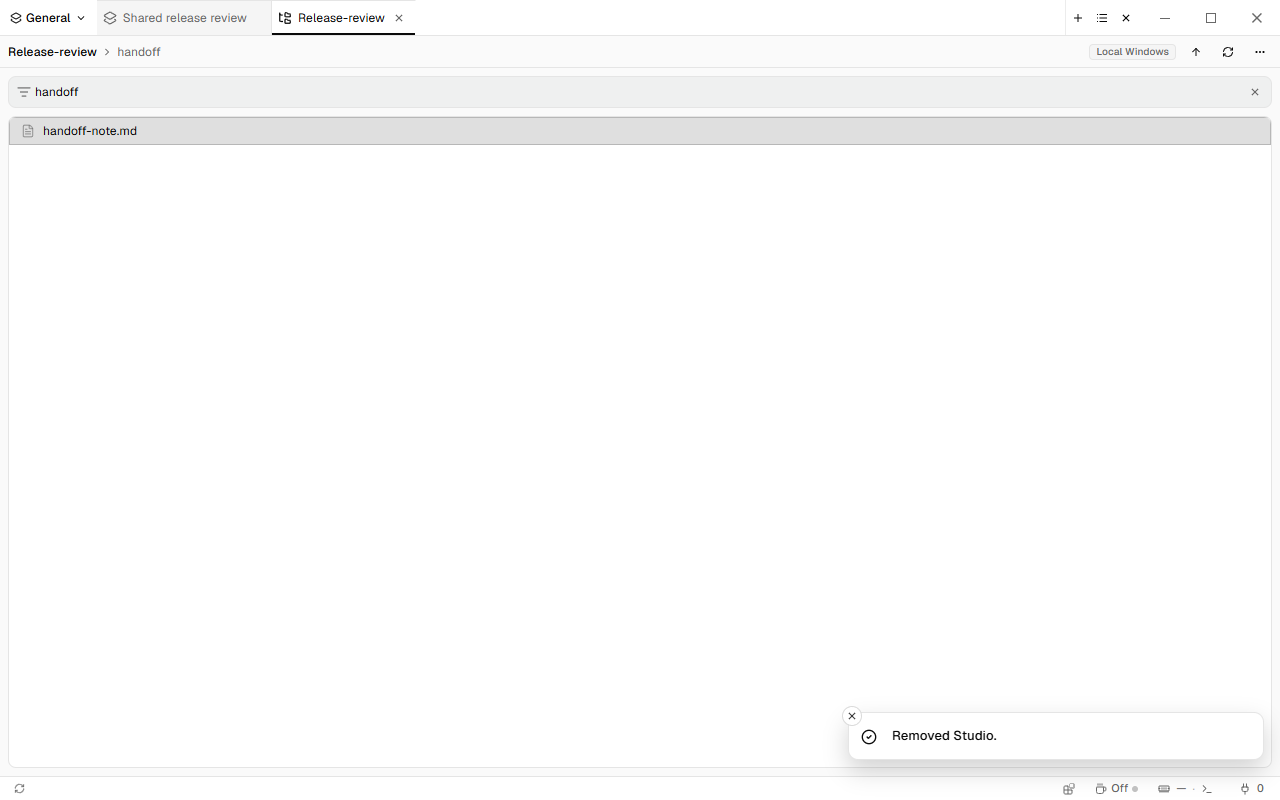 General
Shared release review
Release-review
Release-review > handoff
Local Windows
handoff
handoff-note.md
Removed Studio.
Off
0